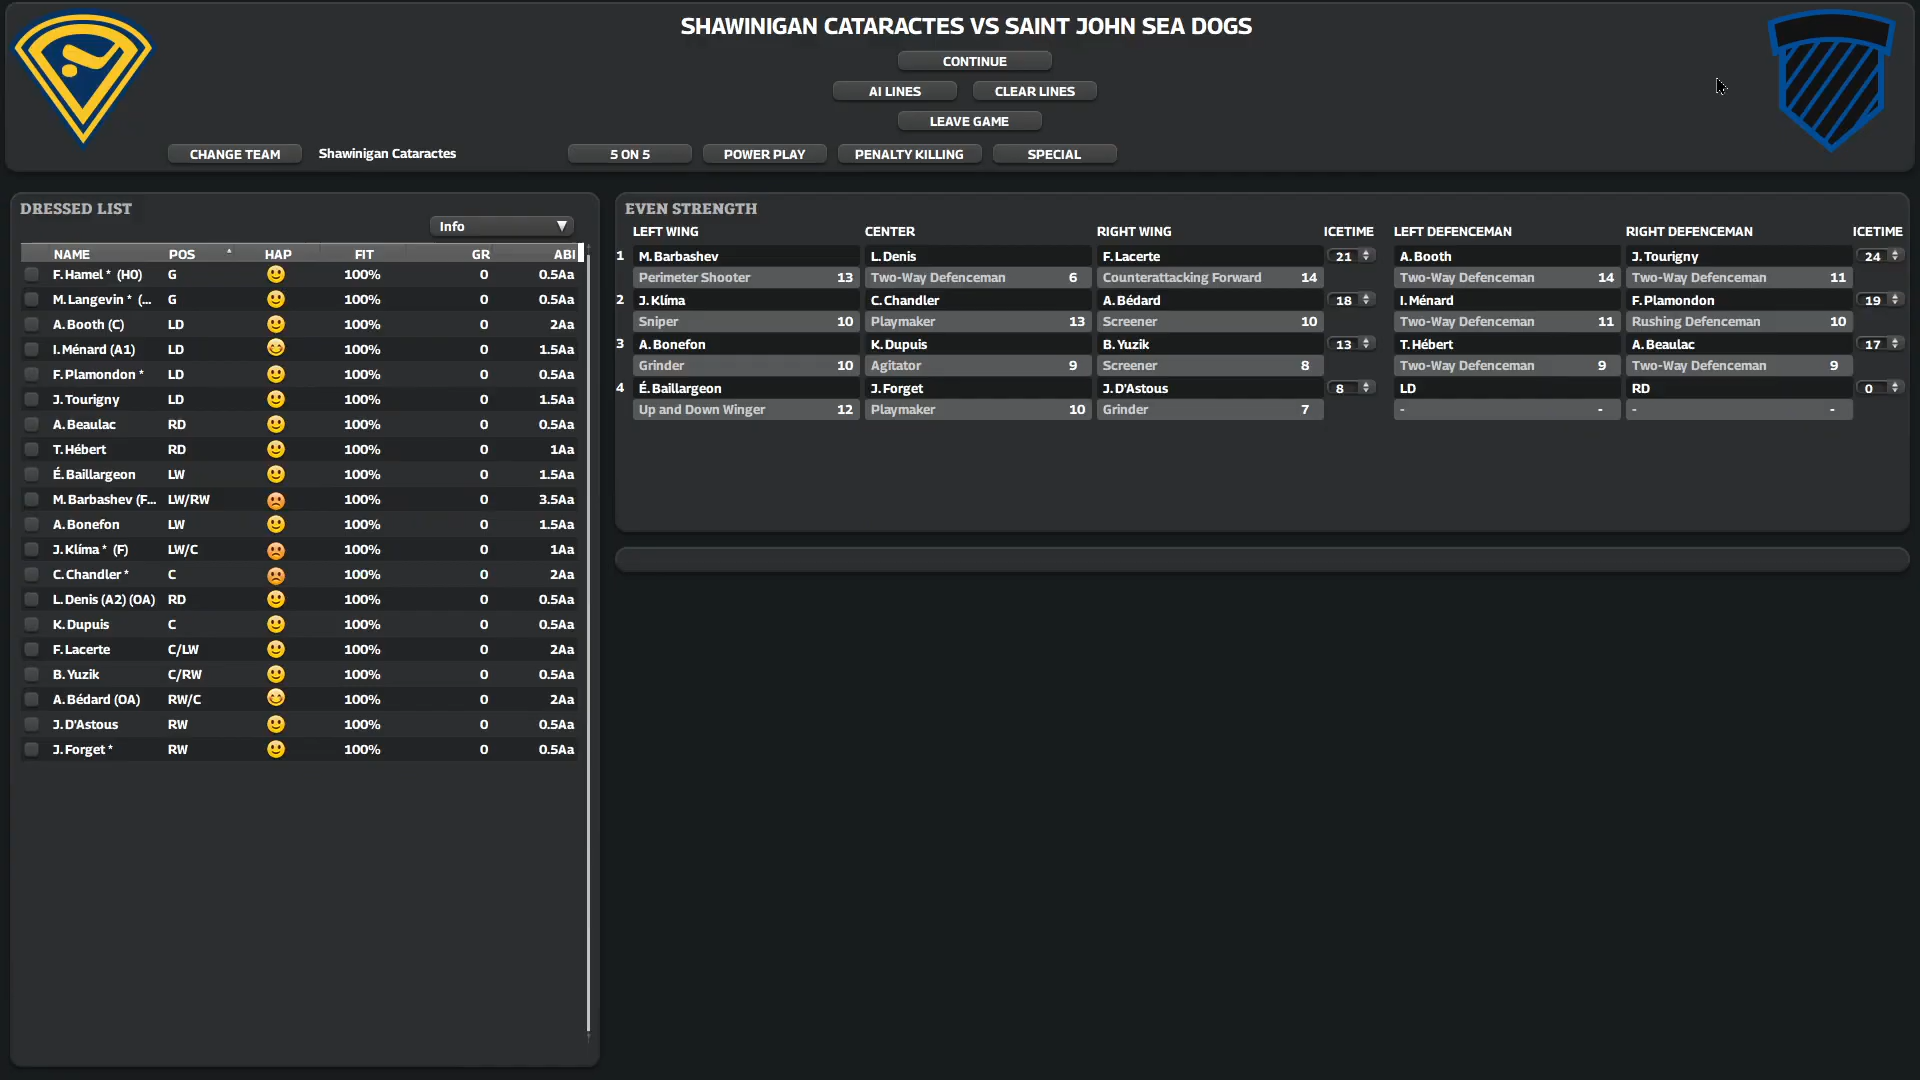 SHAWINIGAN CATARACTES VS SAINT JOHN SEA DOGS
CONTINUE
AI LINES CLEAR LINES
LEAVE GAME
CHANGE TEAM Shawinigan Cataractes 5 ON 5 POWER PLAY PENALTY KILLING SPECIAL
DRESSED LIST
Info
NAME POS HAP FIT GR ABI
F. Hamel * (H0) G 100% 0 0.5Aa
M. Langevin * (... G 100% 0 0.5Aa
A. Booth (C) LD 100% 0 2Aa
I. Ménard (A1) LD 100% 0 1.5Aa
F. Plamondon * LD 100% 0 0.5Aa
J. Tourigny LD 100% 0 1.5Aa
A. Beaulac RD 100% 0 0.5Aa
T. Hébert RD 100% 0 1Aa
É. Baillargeon LW 100% 0 1.5Aa
M. Barbashev (F... LW/RW 100% 0 3.5Aa
A. Bonefon LW 100% 0 1.5Aa
J. Klíma * (F) LW/C 100% 0 1Aa
C. Chandler * C 100% 0 2Aa
L. Denis (A2) (OA) RD 100% 0 0.5Aa
K. Dupuis C 100% 0 0.5Aa
F. Lacerte C/LW 100% 0 2Aa
B. Yuzik C/RW 100% 0 0.5Aa
A. Bédard (OA) RW/C 100% 0 2Aa
J. D'Astous RW 100% 0 0.5Aa
J. Forget * RW 100% 0 0.5Aa
EVEN STRENGTH
LEFT WING CENTER RIGHT WING ICETIME LEFT DEFENCEMAN RIGHT DEFENCEMAN ICETIME
1 M. Barbashev L. Denis F. Lacerte 21 A. Booth J. Tourigny 24
Perimeter Shooter 13 Two-Way Defenceman 6 Counterattacking Forward 14 Two-Way Defenceman 14 Two-Way Defenceman 11
2 J. Klíma C. Chandler A. Bédard 18 I. Ménard F. Plamondon 19
Sniper 10 Playmaker 13 Screener 10 Two-Way Defenceman 11 Rushing Defenceman 10
3 A. Bonefon K. Dupuis B. Yuzik 13 T. Hébert A. Beaulac 17
Grinder 10 Agitator 9 Screener 8 Two-Way Defenceman 9 Two-Way Defenceman 9
4 É. Baillargeon J. Forget J. D'Astous 8 LD RD 0
Up and Down Winger 12 Playmaker 10 Grinder 7 - - - -